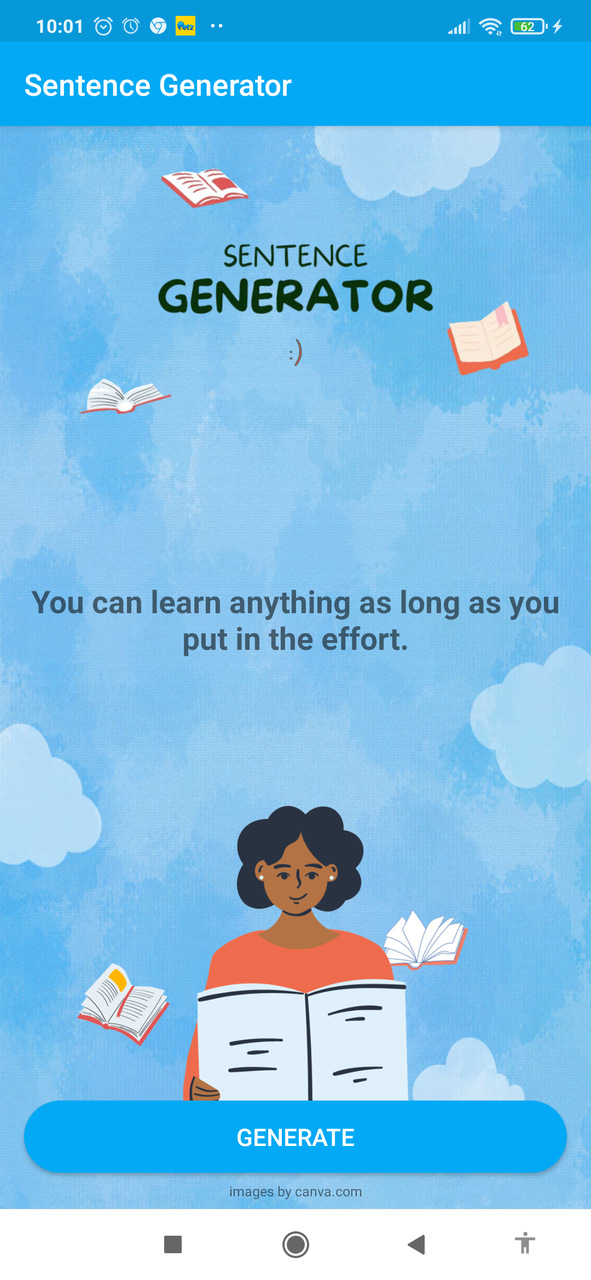 10:01
Petz
62
Sentence Generator
SENTENCE
GENERATOR
:)
You can learn anything as long as you
put in the effort.
GENERATE
images by canva.com